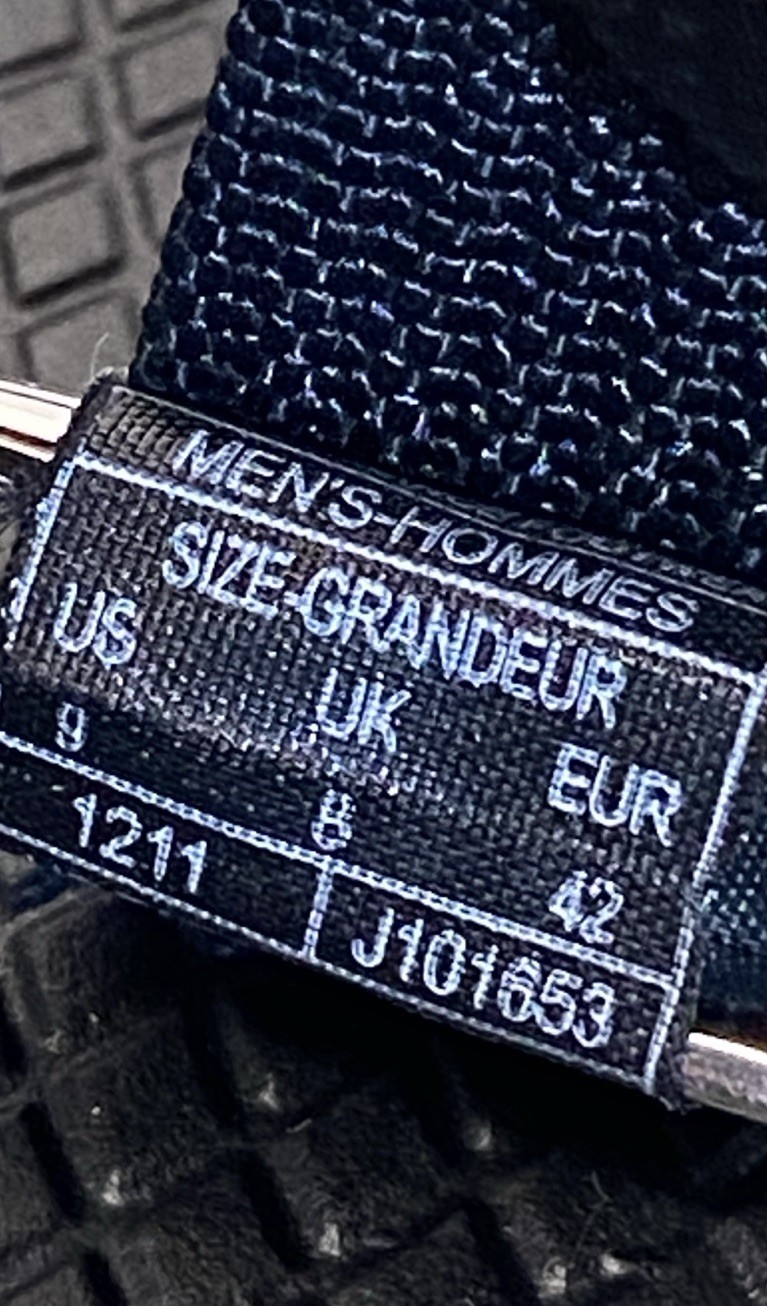 MEN'S-HOMMES
SIZE-GRANDEUR
US UK EUR
9 8 42
1211 J101653